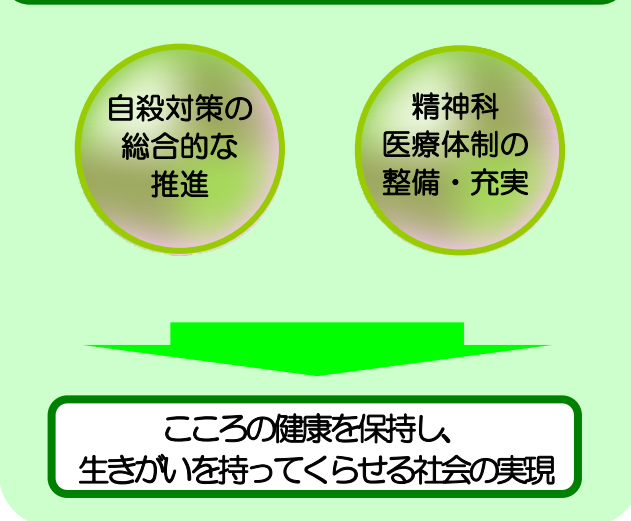 自殺対策の
総合的な
推進
精神科
医療体制の
整備・充実
こころの健康を保持し、
生きがいを持ってくらせる社会の実現